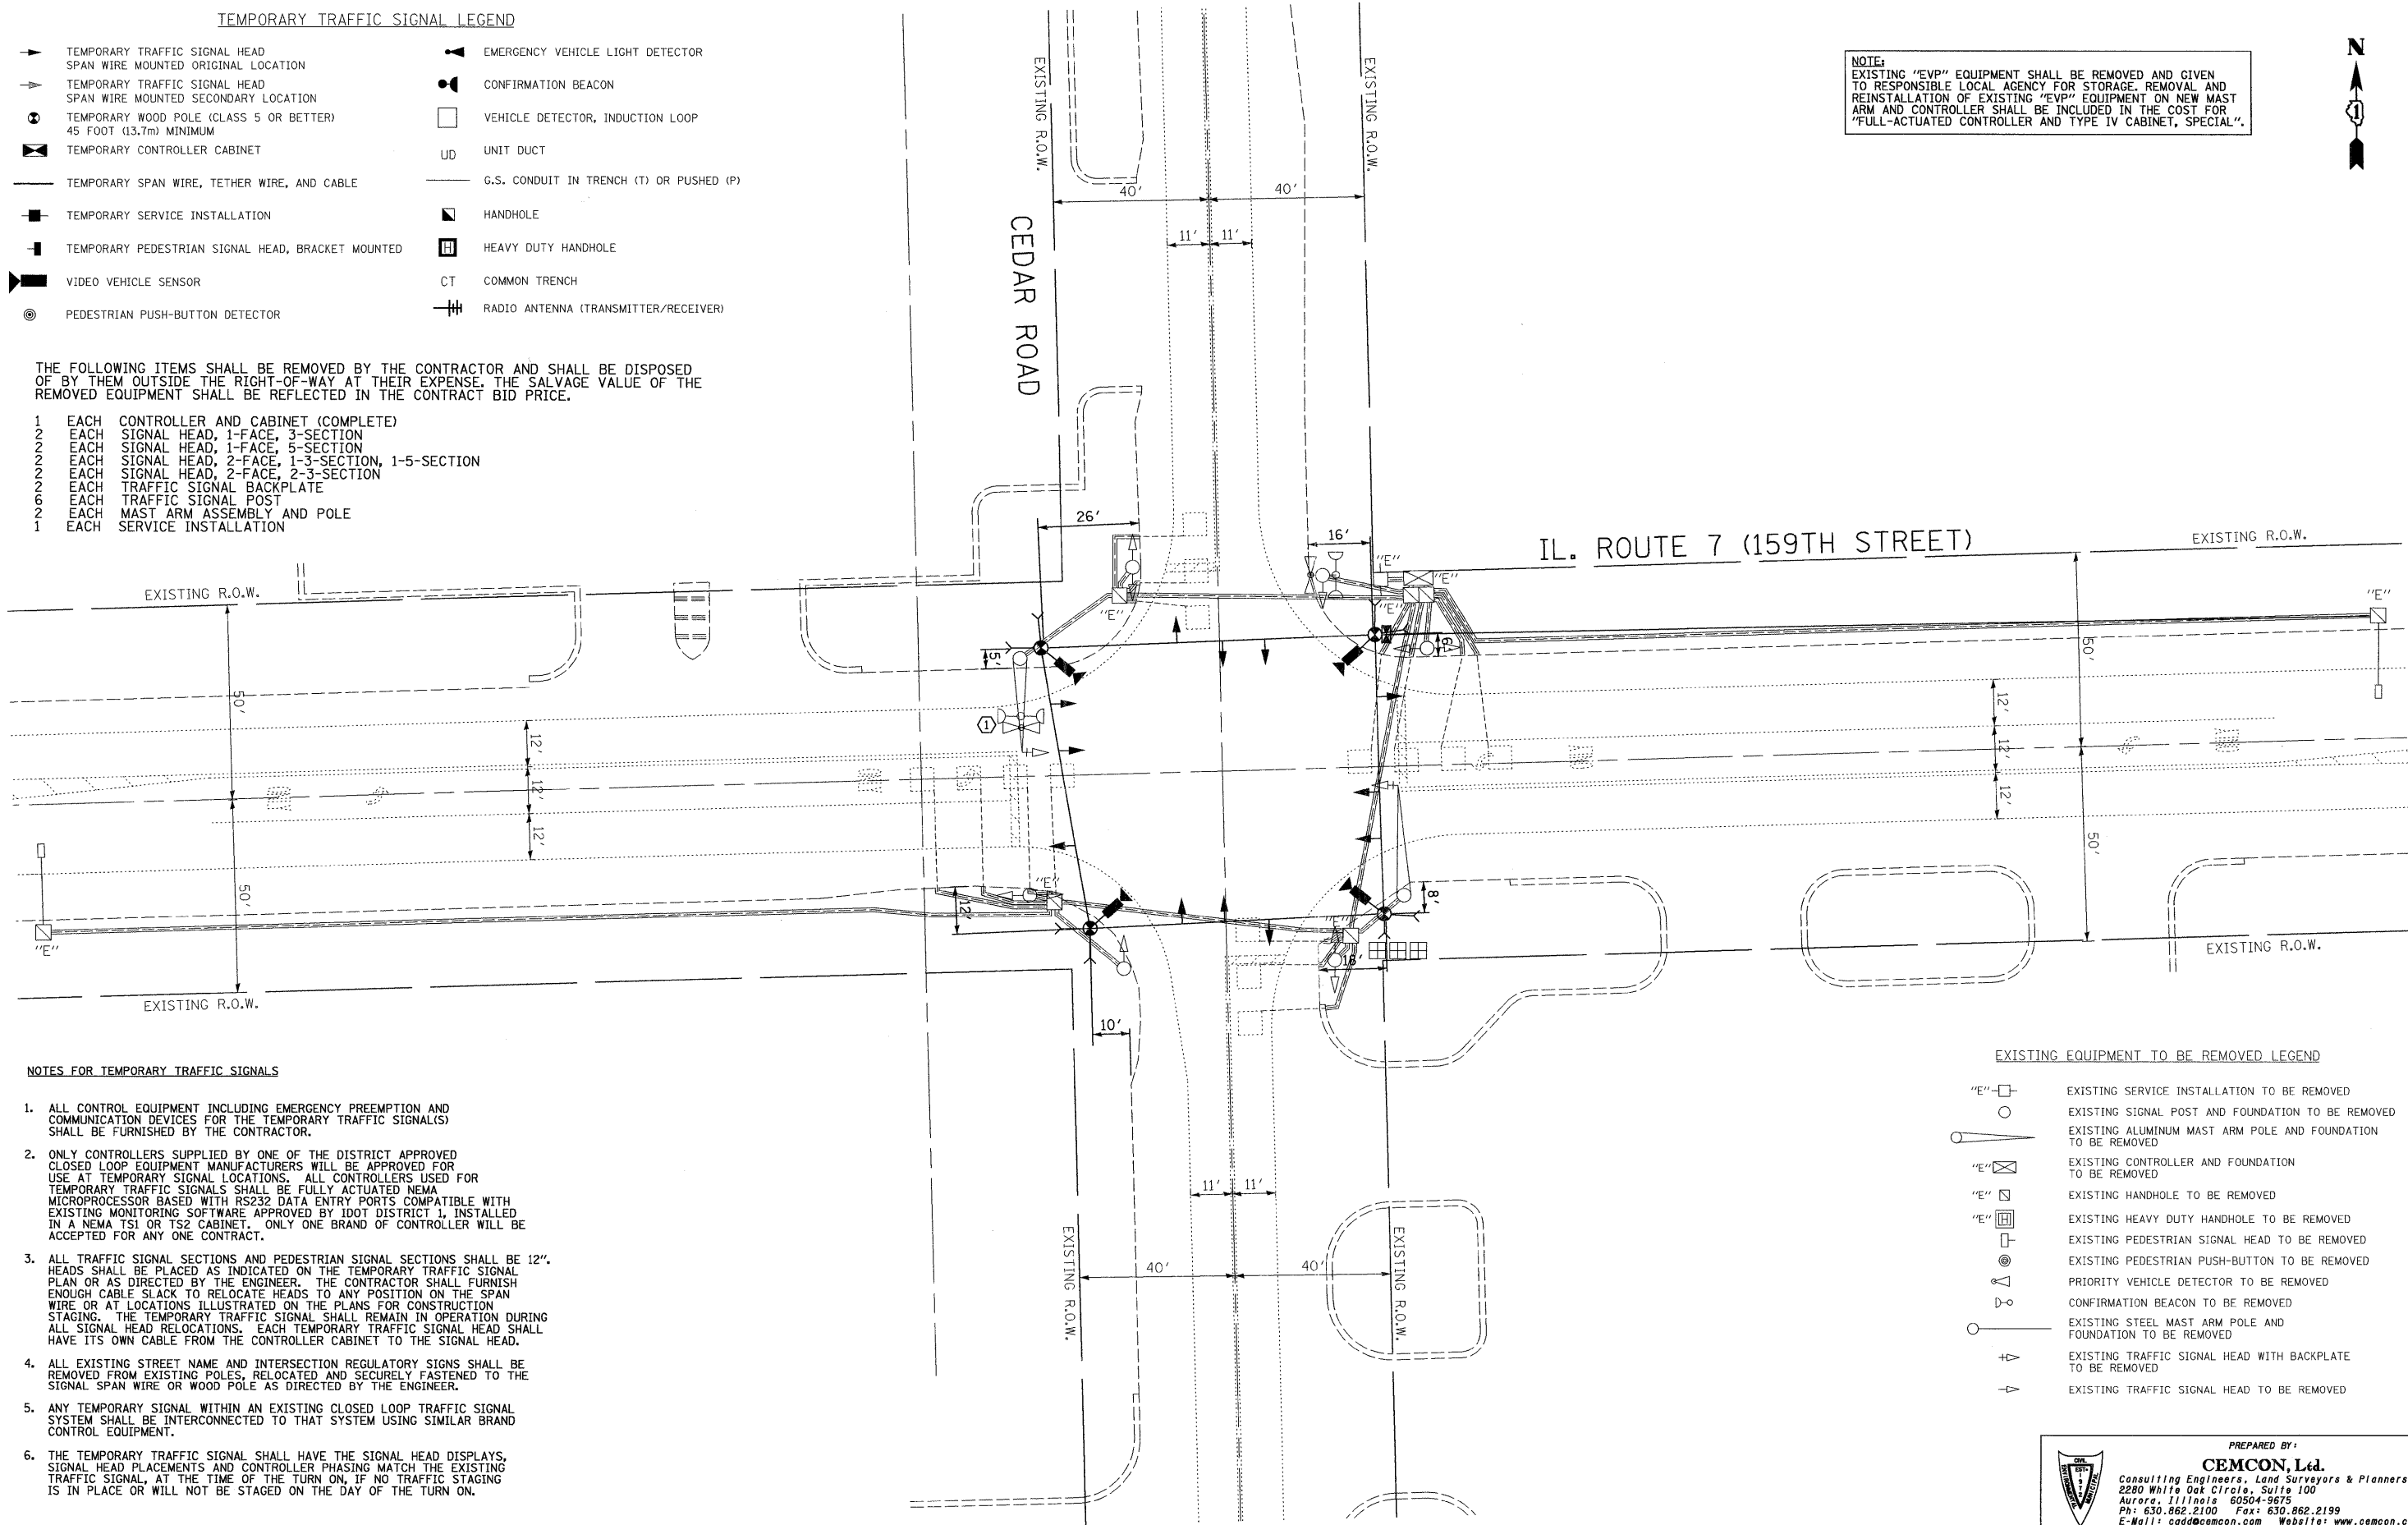 TEMPORARY TRAFFIC SIGNAL LEGEND
TEMPORARY TRAFFIC SIGNAL HEAD
SPAN WIRE MOUNTED ORIGINAL LOCATION
TEMPORARY TRAFFIC SIGNAL HEAD
SPAN WIRE MOUNTED SECONDARY LOCATION
TEMPORARY WOOD POLE (CLASS 5 OR BETTER)
45 FOOT (13.7m) MINIMUM
TEMPORARY CONTROLLER CABINET
TEMPORARY SPAN WIRE, TETHER WIRE, AND CABLE
TEMPORARY SERVICE INSTALLATION
TEMPORARY PEDESTRIAN SIGNAL HEAD, BRACKET MOUNTED
VIDEO VEHICLE SENSOR
PEDESTRIAN PUSH-BUTTON DETECTOR
EMERGENCY VEHICLE LIGHT DETECTOR
CONFIRMATION BEACON
VEHICLE DETECTOR, INDUCTION LOOP
UD UNIT DUCT
G.S. CONDUIT IN TRENCH (T) OR PUSHED (P)
HANDHOLE
H HEAVY DUTY HANDHOLE
CT COMMON TRENCH
RADIO ANTENNA (TRANSMITTER/RECEIVER)
THE FOLLOWING ITEMS SHALL BE REMOVED BY THE CONTRACTOR AND SHALL BE DISPOSED
OF BY THEM OUTSIDE THE RIGHT-OF-WAY AT THEIR EXPENSE. THE SALVAGE VALUE OF THE
REMOVED EQUIPMENT SHALL BE REFLECTED IN THE CONTRACT BID PRICE.
1 EACH CONTROLLER AND CABINET (COMPLETE)
2 EACH SIGNAL HEAD, 1-FACE, 3-SECTION
2 EACH SIGNAL HEAD, 1-FACE, 5-SECTION
2 EACH SIGNAL HEAD, 2-FACE, 1-3-SECTION, 1-5-SECTION
2 EACH SIGNAL HEAD, 2-FACE, 2-3-SECTION
2 EACH TRAFFIC SIGNAL BACKPLATE
6 EACH TRAFFIC SIGNAL POST
2 EACH MAST ARM ASSEMBLY AND POLE
1 EACH SERVICE INSTALLATION
NOTE:
EXISTING "EVP" EQUIPMENT SHALL BE REMOVED AND GIVEN
TO RESPONSIBLE LOCAL AGENCY FOR STORAGE. REMOVAL AND
REINSTALLATION OF EXISTING "EVP" EQUIPMENT ON NEW MAST
ARM AND CONTROLLER SHALL BE INCLUDED IN THE COST FOR
"FULL-ACTUATED CONTROLLER AND TYPE IV CABINET, SPECIAL".
N
1
EXISTING R.O.W.
EXISTING R.O.W.
40' 40'
11' 11'
CEDAR ROAD
26'
16'
IL. ROUTE 7 (159TH STREET)
EXISTING R.O.W.
EXISTING R.O.W.
"E"
"E"
"E"
"E"
"E"
5'
6'
50'
50'
1
12'
12'
12'
12'
12'
12'
50'
50'
"E"
12'
8'
"E"
18'
"E"
EXISTING R.O.W.
EXISTING R.O.W.
10'
11' 11'
40' 40'
EXISTING R.O.W.
EXISTING R.O.W.
NOTES FOR TEMPORARY TRAFFIC SIGNALS
1. ALL CONTROL EQUIPMENT INCLUDING EMERGENCY PREEMPTION AND
COMMUNICATION DEVICES FOR THE TEMPORARY TRAFFIC SIGNAL(S)
SHALL BE FURNISHED BY THE CONTRACTOR.
2. ONLY CONTROLLERS SUPPLIED BY ONE OF THE DISTRICT APPROVED
CLOSED LOOP EQUIPMENT MANUFACTURERS WILL BE APPROVED FOR
USE AT TEMPORARY SIGNAL LOCATIONS. ALL CONTROLLERS USED FOR
TEMPORARY TRAFFIC SIGNALS SHALL BE FULLY ACTUATED NEMA
MICROPROCESSOR BASED WITH RS232 DATA ENTRY PORTS COMPATIBLE WITH
EXISTING MONITORING SOFTWARE APPROVED BY IDOT DISTRICT 1, INSTALLED
IN A NEMA TS1 OR TS2 CABINET. ONLY ONE BRAND OF CONTROLLER WILL BE
ACCEPTED FOR ANY ONE CONTRACT.
3. ALL TRAFFIC SIGNAL SECTIONS AND PEDESTRIAN SIGNAL SECTIONS SHALL BE 12".
HEADS SHALL BE PLACED AS INDICATED ON THE TEMPORARY TRAFFIC SIGNAL
PLAN OR AS DIRECTED BY THE ENGINEER. THE CONTRACTOR SHALL FURNISH
ENOUGH CABLE SLACK TO RELOCATE HEADS TO ANY POSITION ON THE SPAN
WIRE OR AT LOCATIONS ILLUSTRATED ON THE PLANS FOR CONSTRUCTION
STAGING. THE TEMPORARY TRAFFIC SIGNAL SHALL REMAIN IN OPERATION DURING
ALL SIGNAL HEAD RELOCATIONS. EACH TEMPORARY TRAFFIC SIGNAL HEAD SHALL
HAVE ITS OWN CABLE FROM THE CONTROLLER CABINET TO THE SIGNAL HEAD.
4. ALL EXISTING STREET NAME AND INTERSECTION REGULATORY SIGNS SHALL BE
REMOVED FROM EXISTING POLES, RELOCATED AND SECURELY FASTENED TO THE
SIGNAL SPAN WIRE OR WOOD POLE AS DIRECTED BY THE ENGINEER.
5. ANY TEMPORARY SIGNAL WITHIN AN EXISTING CLOSED LOOP TRAFFIC SIGNAL
SYSTEM SHALL BE INTERCONNECTED TO THAT SYSTEM USING SIMILAR BRAND
CONTROL EQUIPMENT.
6. THE TEMPORARY TRAFFIC SIGNAL SHALL HAVE THE SIGNAL HEAD DISPLAYS,
SIGNAL HEAD PLACEMENTS AND CONTROLLER PHASING MATCH THE EXISTING
TRAFFIC SIGNAL, AT THE TIME OF THE TURN ON, IF NO TRAFFIC STAGING
IS IN PLACE OR WILL NOT BE STAGED ON THE DAY OF THE TURN ON.
EXISTING EQUIPMENT TO BE REMOVED LEGEND
"E" EXISTING SERVICE INSTALLATION TO BE REMOVED
EXISTING SIGNAL POST AND FOUNDATION TO BE REMOVED
EXISTING ALUMINUM MAST ARM POLE AND FOUNDATION
TO BE REMOVED
"E" EXISTING CONTROLLER AND FOUNDATION
TO BE REMOVED
"E" EXISTING HANDHOLE TO BE REMOVED
"E" H EXISTING HEAVY DUTY HANDHOLE TO BE REMOVED
EXISTING PEDESTRIAN SIGNAL HEAD TO BE REMOVED
EXISTING PEDESTRIAN PUSH-BUTTON TO BE REMOVED
PRIORITY VEHICLE DETECTOR TO BE REMOVED
CONFIRMATION BEACON TO BE REMOVED
EXISTING STEEL MAST ARM POLE AND
FOUNDATION TO BE REMOVED
EXISTING TRAFFIC SIGNAL HEAD WITH BACKPLATE
TO BE REMOVED
EXISTING TRAFFIC SIGNAL HEAD TO BE REMOVED
PREPARED BY:
CEMCON, Ltd.
Consulting Engineers, Land Surveyors & Planners
2280 White Oak Circle, Suite 100
Aurora, Illinois 60504-9675
Ph: 630.862.2100 Fax: 630.862.2199
E-Mail: cadd@cemcon.com Website: www.cemcon.c
CIVIL
ENVIRONMENTAL
MUNICIPAL
EST.
1972